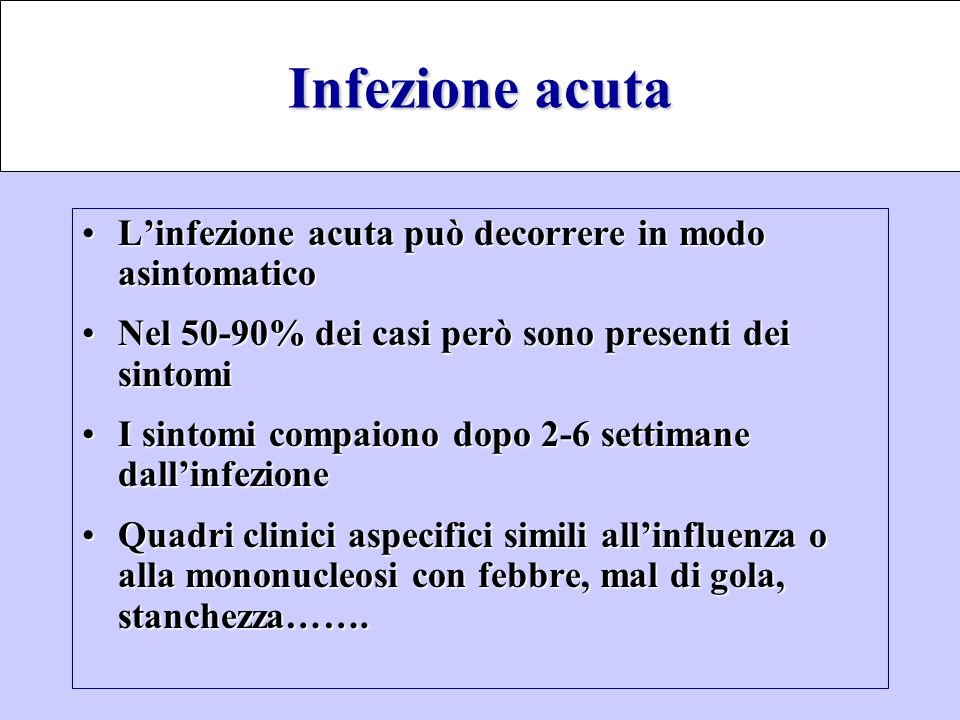 Infezione acuta
• L’infezione acuta può decorrere in modo
asintomatico
• Nel 50-90% dei casi però sono presenti dei
sintomi
• I sintomi compaiono dopo 2-6 settimane
dall’infezione
• Quadri clinici aspecifici simili all’influenza o
alla mononucleosi con febbre, mal di gola,
stanchezza…….